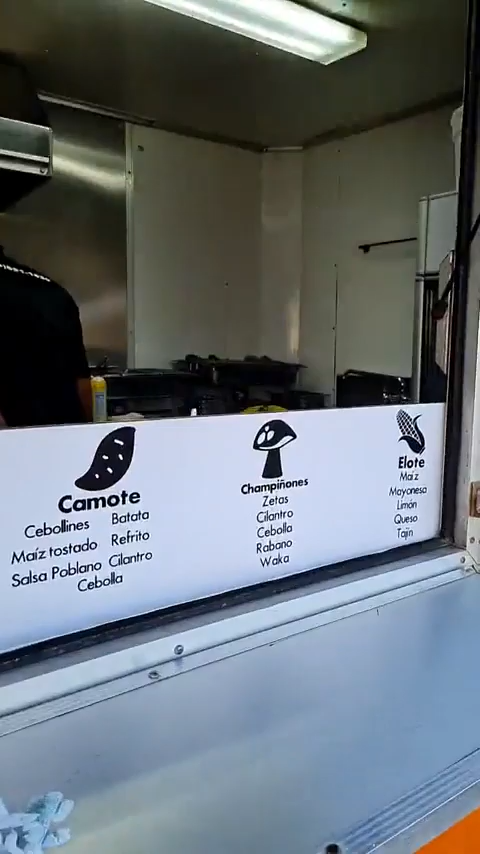 Camote
Cebollines Batata
Maíz tostado Refrito
Salsa Poblano Cilantro
Cebolla
Champiñones
Zetas
Cilantro
Cebolla
Rabano
Waka
Elote
Maíz
Mayonesa
Limón
Queso
Tajin